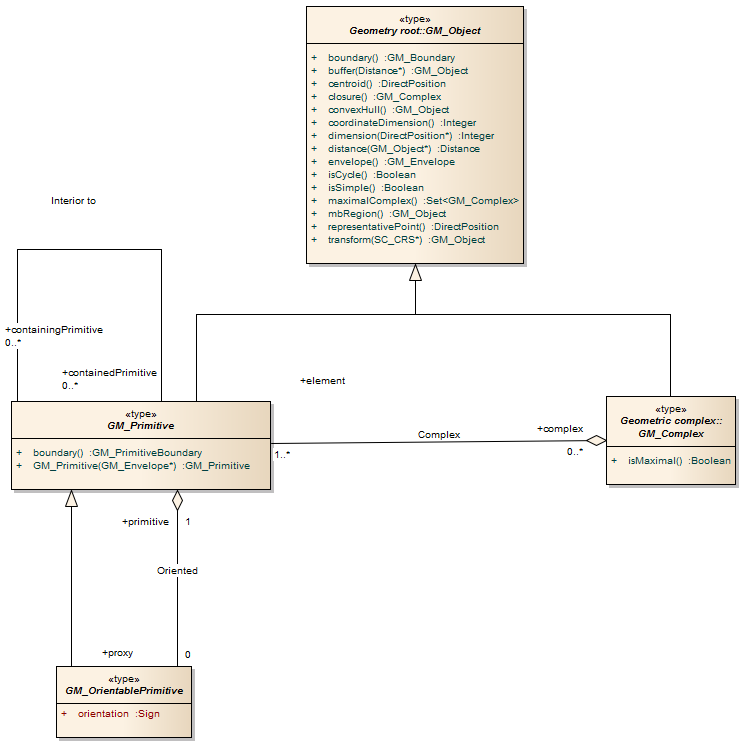 «type»
Geometry root::GM_Object
+ boundary() :GM_Boundary
+ buffer(Distance*) :GM_Object
+ centroid() :DirectPosition
+ closure() :GM_Complex
+ convexHull() :GM_Object
+ coordinateDimension() :Integer
+ dimension(DirectPosition*) :Integer
+ distance(GM_Object*) :Distance
+ envelope() :GM_Envelope
+ isCycle() :Boolean
+ isSimple() :Boolean
+ maximalComplex() :Set<GM_Complex>
+ mbRegion() :GM_Object
+ representativePoint() :DirectPosition
+ transform(SC_CRS*) :GM_Object
Interior to
+containingPrimitive
0..*
+containedPrimitive
0..*
+element
«type»
GM_Primitive
+ boundary() :GM_PrimitiveBoundary
+ GM_Primitive(GM_Envelope*) :GM_Primitive
1..*
Complex
+complex
0..*
«type»
Geometric complex::
GM_Complex
+ isMaximal() :Boolean
+primitive
1
Oriented
+proxy
0
«type»
GM_OrientablePrimitive
+ orientation :Sign